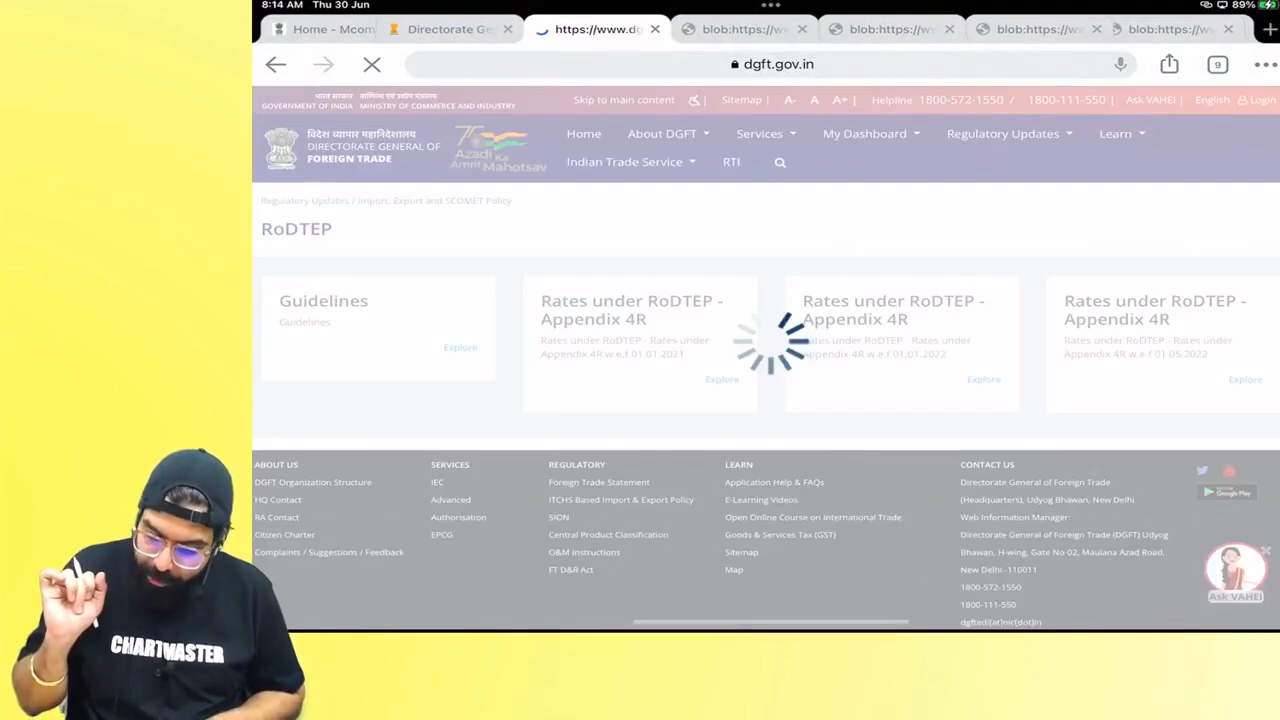 8:14 AM Thu 30 Jun
89%
Home - Mcom
Directorate Ge
https://www.dg
blob:https://w
blob:https://w
blob:https://w
blob:https://w
dgft.gov.in
9
भारत सरकार वाणिज्य एवं उद्योग मंत्रालय
GOVERNMENT OF INDIA MINISTRY OF COMMERCE AND INDUSTRY
Skip to main content | Sitemap | A- A A+ | Helpline 1800-572-1550 / 1800-111-550 | Ask VAHEI | English Login
विदेश व्यापार महानिदेशालय
DIRECTORATE GENERAL OF
FOREIGN TRADE
75
Azadi Ka
Amrit Mahotsav
Home About DGFT Services My Dashboard Regulatory Updates Learn
Indian Trade Service RTI
Regulatory Updates / Import, Export and SCOMET Policy
RoDTEP
Guidelines
Guidelines
Explore
Rates under RoDTEP -
Appendix 4R
Rates under RoDTEP - Rates under
Appendix 4R w.e.f 01.01.2021
Explore
Rates under RoDTEP -
Appendix 4R
Rates under RoDTEP - Rates under
Appendix 4R w.e.f 01.01.2022
Explore
Rates under RoDTEP -
Appendix 4R
Rates under RoDTEP - Rates under
Appendix 4R w.e.f 01 05 2022
Explore
ABOUT US
DGFT Organization Structure
HQ Contact
RA Contact
Citizen Charter
Complaints / Suggestions / Feedback
SERVICES
IEC
Advanced
Authorisation
EPCG
REGULATORY
Foreign Trade Statement
ITCHS Based Import & Export Policy
SION
Central Product Classification
O&M Instructions
FT D&R Act
LEARN
Application Help & FAQs
E-Learning Videos
Open Online Course on International Trade
Goods & Services Tax (GST)
Sitemap
Map
CONTACT US
Directorate General of Foreign Trade
(Headquarters), Udyog Bhawan, New Delhi
Web Information Manager:
Directorate General of Foreign Trade (DGFT) Udyog
Bhawan, H-wing, Gate No-02, Maulana Azad Road,
New Delhi -110011
1800-572-1550
1800-111-550
dgftedi[at]nic[dot]in
Google Play
Ask VAHEI
CHARTMASTER